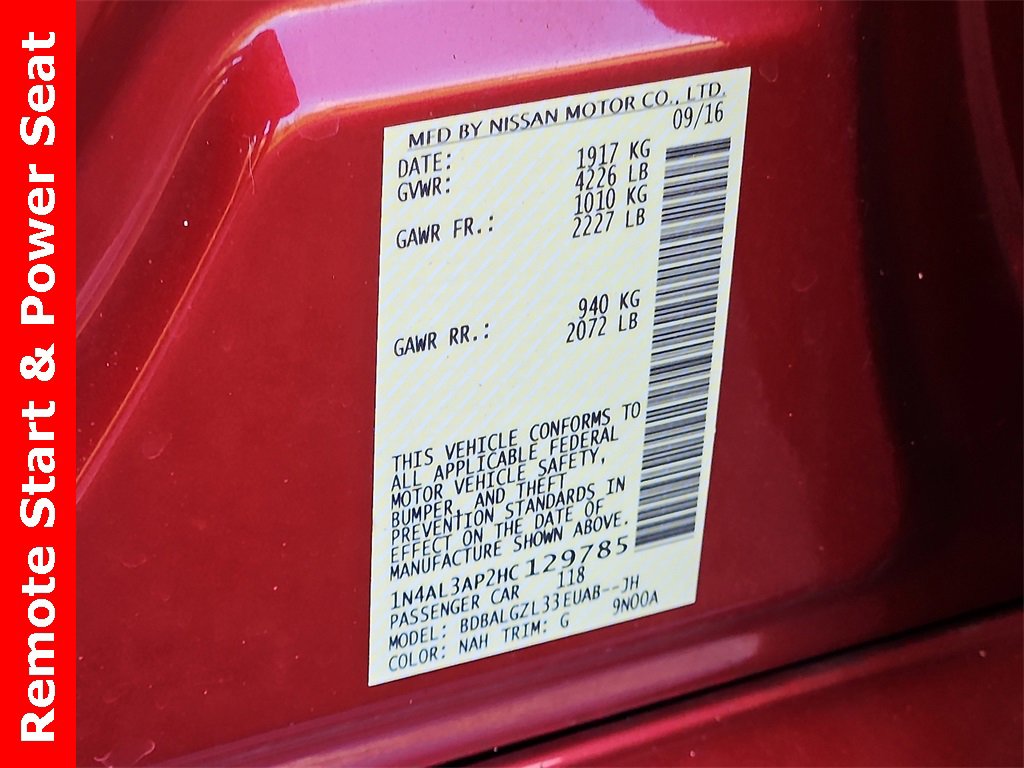 Remote Start & Power Seat
MFD BY NISSAN MOTOR CO., LTD.
DATE: 09/16
GVWR: 1917 KG
4226 LB
GAWR FR.: 1010 KG
2227 LB
GAWR RR.: 940 KG
2072 LB
THIS VEHICLE CONFORMS TO
ALL APPLICABLE FEDERAL
MOTOR VEHICLE SAFETY,
BUMPER, AND THEFT
PREVENTION STANDARDS IN
EFFECT ON THE DATE OF
MANUFACTURE SHOWN ABOVE.
1N4AL3AP2HC129785
PASSENGER CAR 118
MODEL: BDBALGZL33EUAB--JH
COLOR: NAH TRIM: G 9N00A